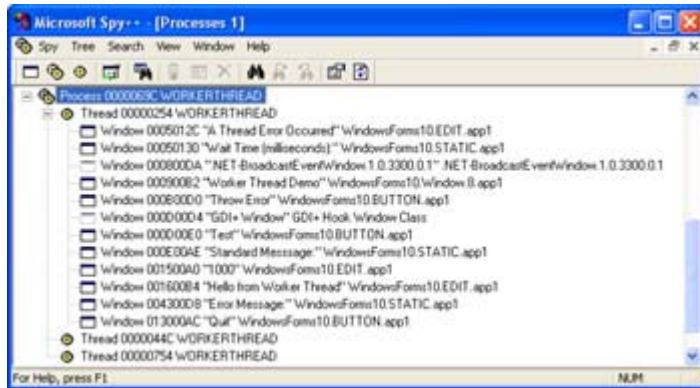 Microsoft Spy++ - [Processes 1]
Spy Tree Search View Window Help
Process 0000069C WORKERTHREAD
Thread 00000254 WORKERTHREAD
Window 0005012C "A Thread Error Occurred" WindowsForms10.EDIT.app1
Window 00050130 "Wait Time (milliseconds):" WindowsForms10.STATIC.app1
Window 000800DA ".NET-BroadcastEventWindow.1.0.3300.0.1" .NET-BroadcastEventWindow.1.0.3300.0.1
Window 000900B2 "Worker Thread Demo" WindowsForms10.Window.8.app1
Window 000B00D0 "Throw Error" WindowsForms10.BUTTON.app1
Window 000D00D4 "GDI+ Window" GDI+ Hook Window Class
Window 000D00E0 "Test" WindowsForms10.BUTTON.app1
Window 000E00AE "Standard Messsage:" WindowsForms10.STATIC.app1
Window 001500A0 "1000" WindowsForms10.EDIT.app1
Window 001600B4 "Hello from Worker Thread" WindowsForms10.EDIT.app1
Window 004300D8 "Error Message:" WindowsForms10.STATIC.app1
Window 013000AC "Quit" WindowsForms10.BUTTON.app1
Thread 0000044C WORKERTHREAD
Thread 00000754 WORKERTHREAD
For Help, press F1
NUM